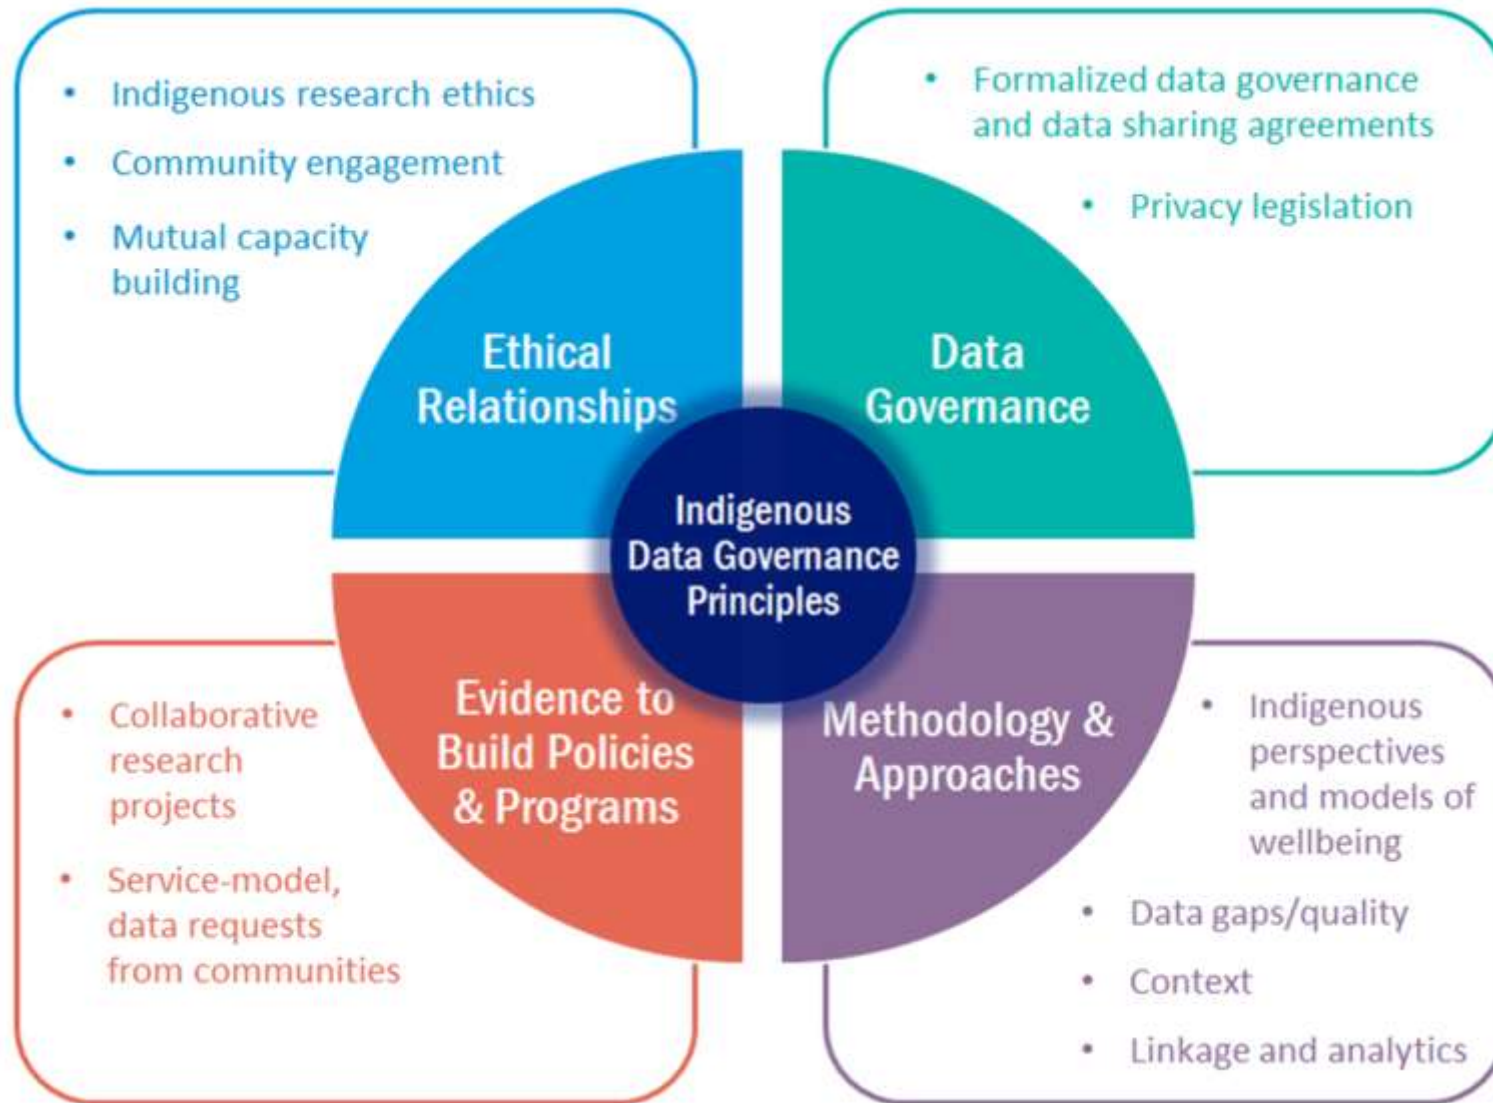 • Indigenous research ethics
• Community engagement
• Mutual capacity
building
Ethical
Relationships
• Formalized data governance
and data sharing agreements
• Privacy legislation
Data
Governance
Indigenous
Data Governance
Principles
• Collaborative
research
projects
• Service-model,
data requests
from communities
Evidence to
Build Policies
& Programs
Methodology &
Approaches
• Indigenous
perspectives
and models of
wellbeing
• Data gaps/quality
• Context
• Linkage and analytics